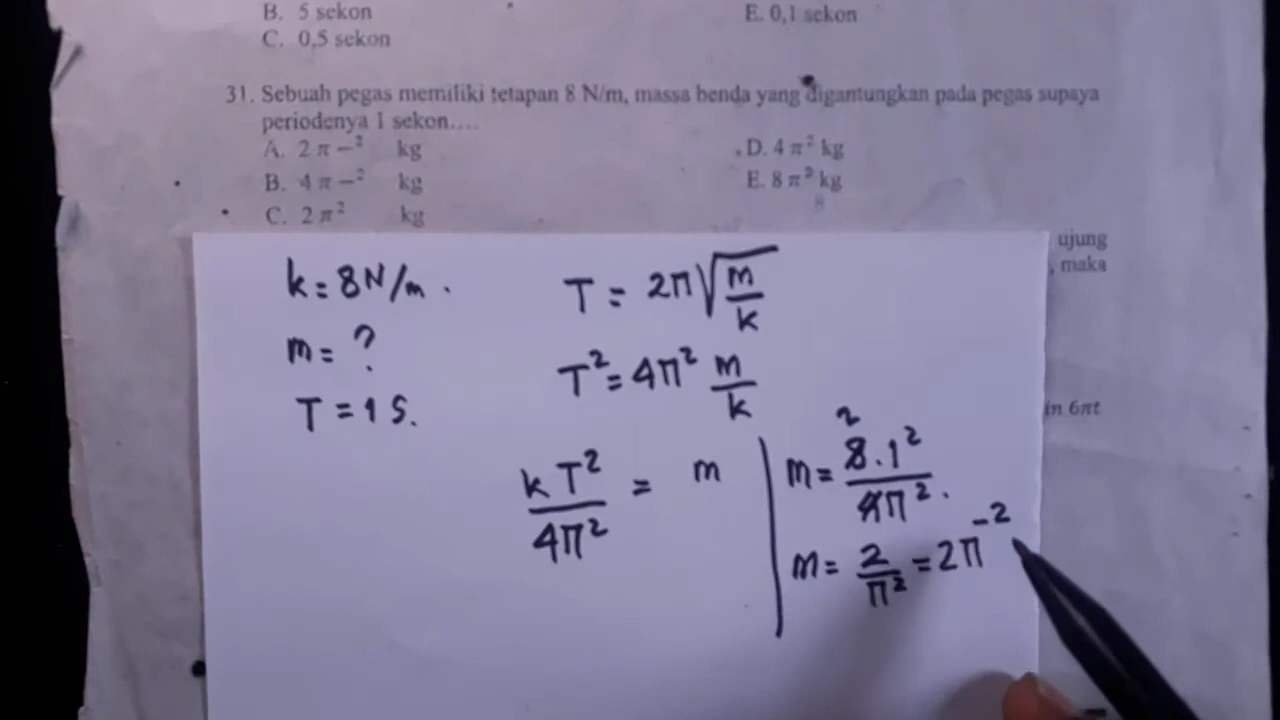 B. 5 sekon
E. 0,1 sekon
C. 0,5 sekon
31. Sebuah pegas memiliki tetapan 8 N/m, massa benda yang digantungkan pada pegas supaya
periodenya 1 sekon....
A. 2 π –² kg
D. 4 π² kg
B. 4 π –² kg
E. 8 π² kg
C. 2 π² kg
ujung
, maka
in 6πt
k = 8 N/m.
m = ?
T = 1 S.
T = 2π√(m/k)
T² = 4π² m/k
kT²/4π² = m
2
m = 8.1²/4π².
m = 2/π² = 2π⁻²